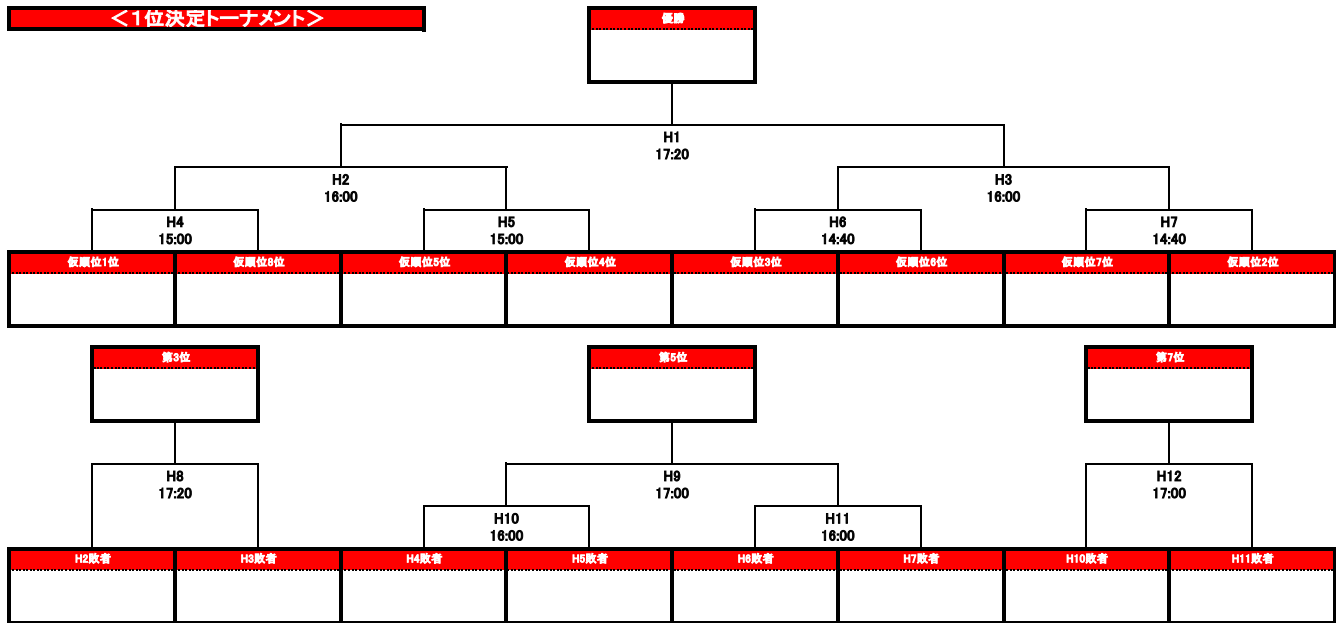 ＜１位決定トーナメント＞
優勝
H1
17:20
H2
16:00
H3
16:00
H4
15:00
H5
15:00
H6
14:40
H7
14:40
仮順位1位
仮順位8位
仮順位5位
仮順位4位
仮順位3位
仮順位6位
仮順位7位
仮順位2位
第3位
第5位
第7位
H8
17:20
H9
17:00
H12
17:00
H10
16:00
H11
16:00
H2敗者
H3敗者
H4敗者
H5敗者
H6敗者
H7敗者
H10敗者
H11敗者